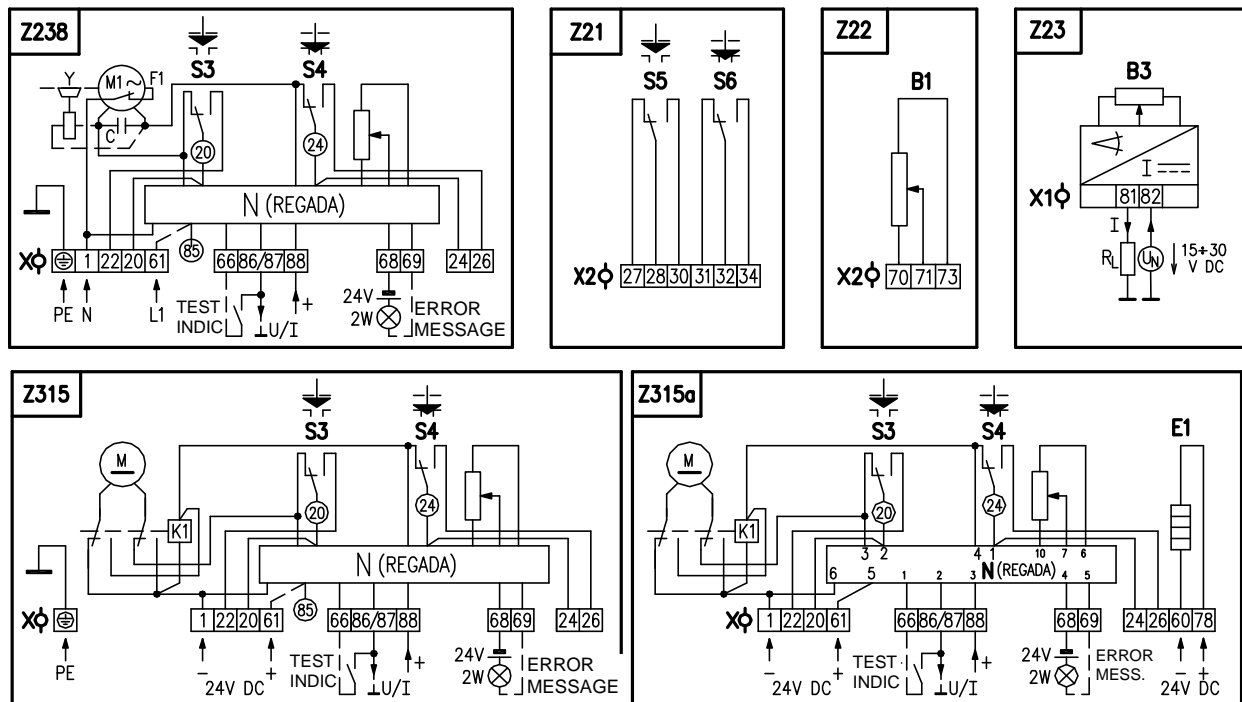 Z238
S3 S4
Y M1 ~ F1
C 20 24
N (REGADA)
X 1 22 20 61 85 66 86/87 88 68 69 24 26
PE N L1 TEST INDIC U/I + 24V 2W ERROR MESSAGE
Z21
S5 S6
X2 27 28 30 31 32 34
Z22
B1
X2 70 71 73
Z23
B3
I
X1 81 82
I
RL UN 15÷30 V DC
Z315
S3 S4
M
K1 20 24
N (REGADA)
X 1 22 20 61 85 66 86/87 88 68 69 24 26
PE - 24V DC + TEST INDIC U/I + 24V 2W ERROR MESSAGE
Z315a
S3 S4 E1
M
K1 20 24
3 2 4 1 10 7 6
N (REGADA)
6 5 1 2 3 4 5
X 1 22 20 61 66 86/87 88 68 69 24 26 60 78
- 24V DC + TEST INDIC U/I + 24V 2W ERROR MESS. - + 24V DC